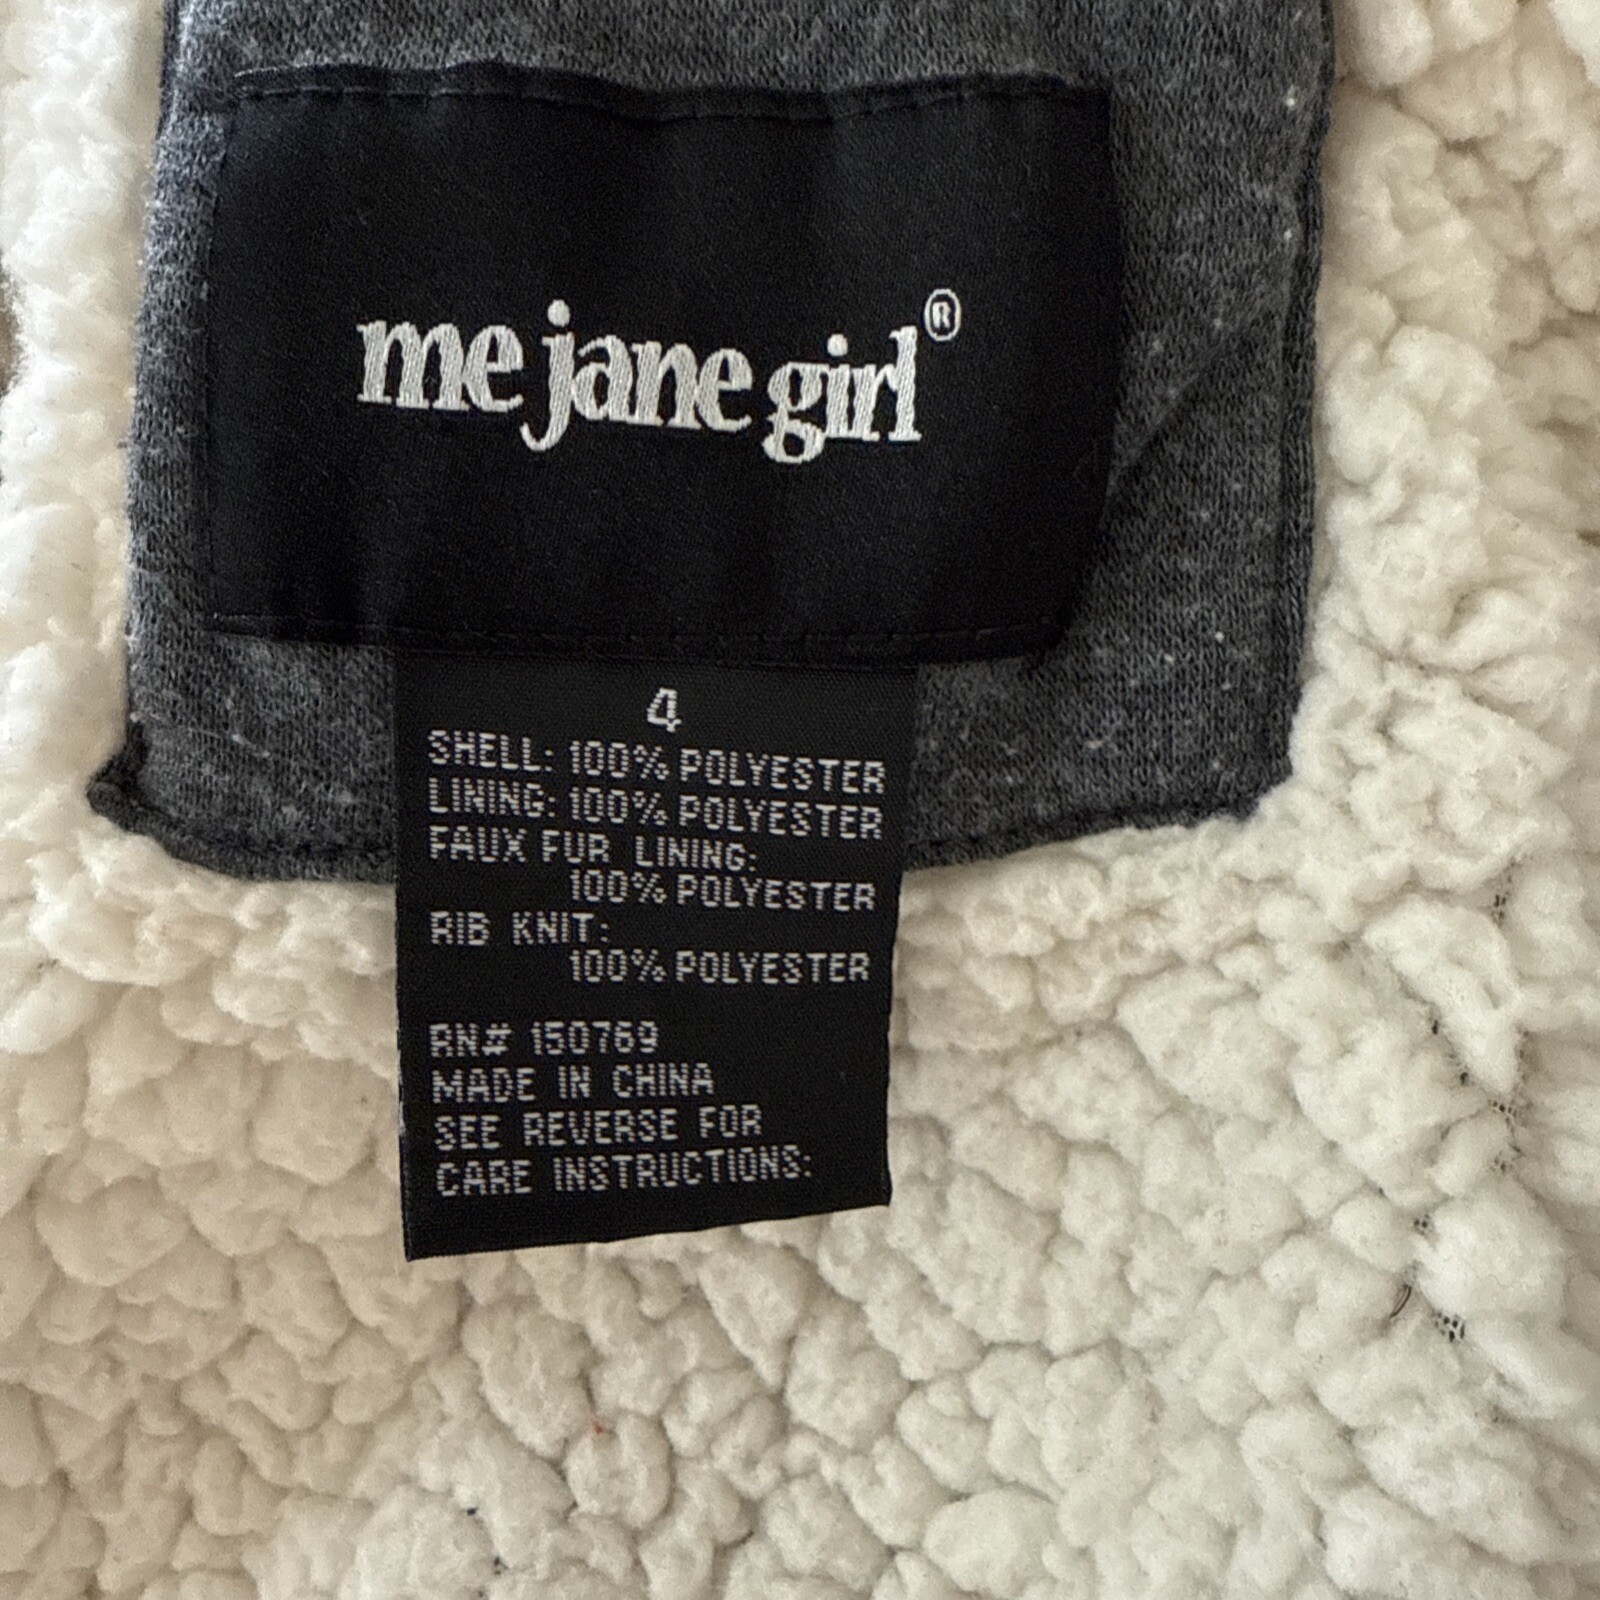 me jane girl®
4
SHELL: 100% POLYESTER
LINING: 100% POLYESTER
FAUX FUR LINING:
100% POLYESTER
RIB KNIT:
100% POLYESTER
RN# 150769
MADE IN CHINA
SEE REVERSE FOR
CARE INSTRUCTIONS: